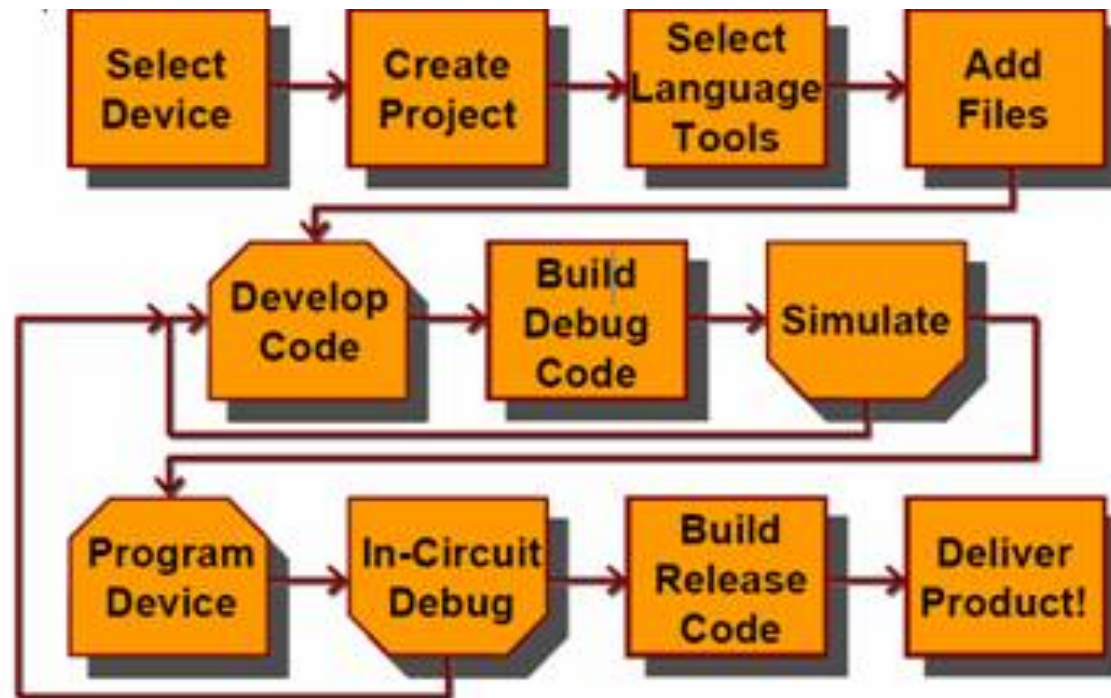 Select
Device
Create
Project
Select
Language
Tools
Add
Files
Develop
Code
Build
Debug
Code
Simulate
Program
Device
In-Circuit
Debug
Build
Release
Code
Deliver
Product!